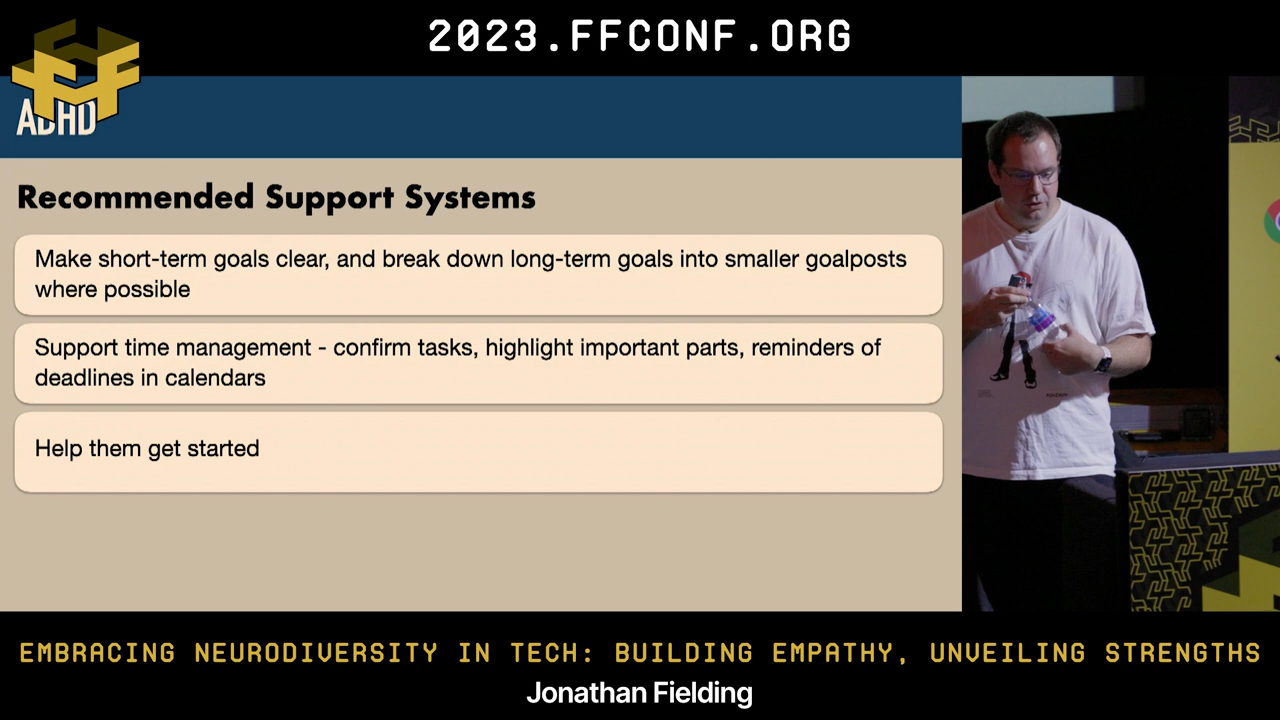 2023.FFCONF.ORG
ADHD
Recommended Support Systems
Make short-term goals clear, and break down long-term goals into smaller goalposts
where possible
Support time management - confirm tasks, highlight important parts, reminders of
deadlines in calendars
Help them get started
EMBRACING NEURODIVERSITY IN TECH: BUILDING EMPATHY, UNVEILING STRENGTHS
Jonathan Fielding